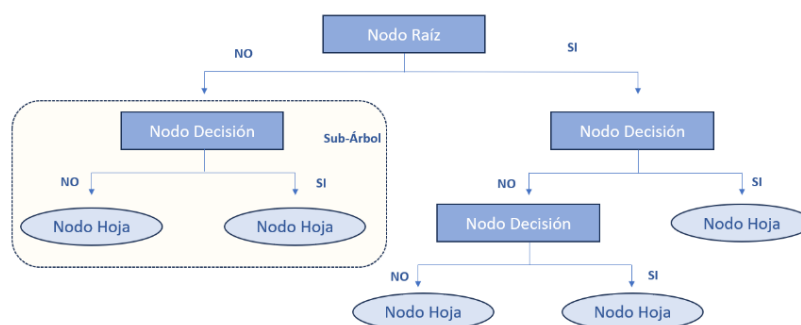 Nodo Raíz
NO
SI
Nodo Decisión
Sub-Árbol
Nodo Decisión
NO
SI
NO
SI
Nodo Hoja
Nodo Hoja
Nodo Decisión
Nodo Hoja
NO
SI
Nodo Hoja
Nodo Hoja